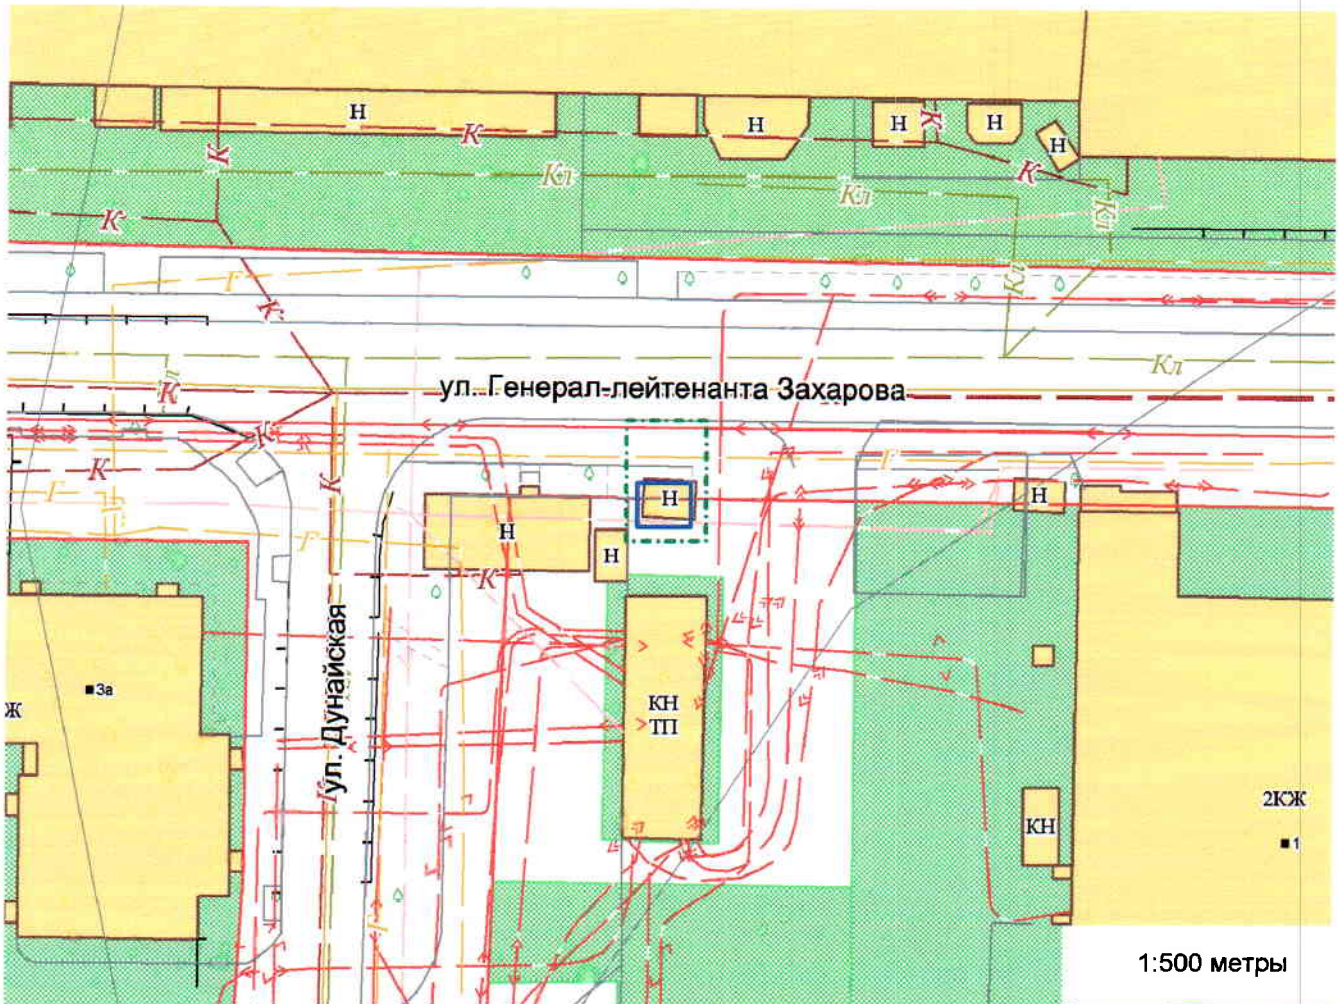 Н
Н
Н
Н
Н
К
К
К
К
К
Кл
Кл
Кл
Кл
Г
К
Кл
К
ул. Генерал-лейтенанта Захарова
К
К
К
Г
Г
Г
Н
Н
Н
Н
К
ул. Дунайская
3а
Ж
КН
ТП
2КЖ
КН
1
Г
1:500 метры